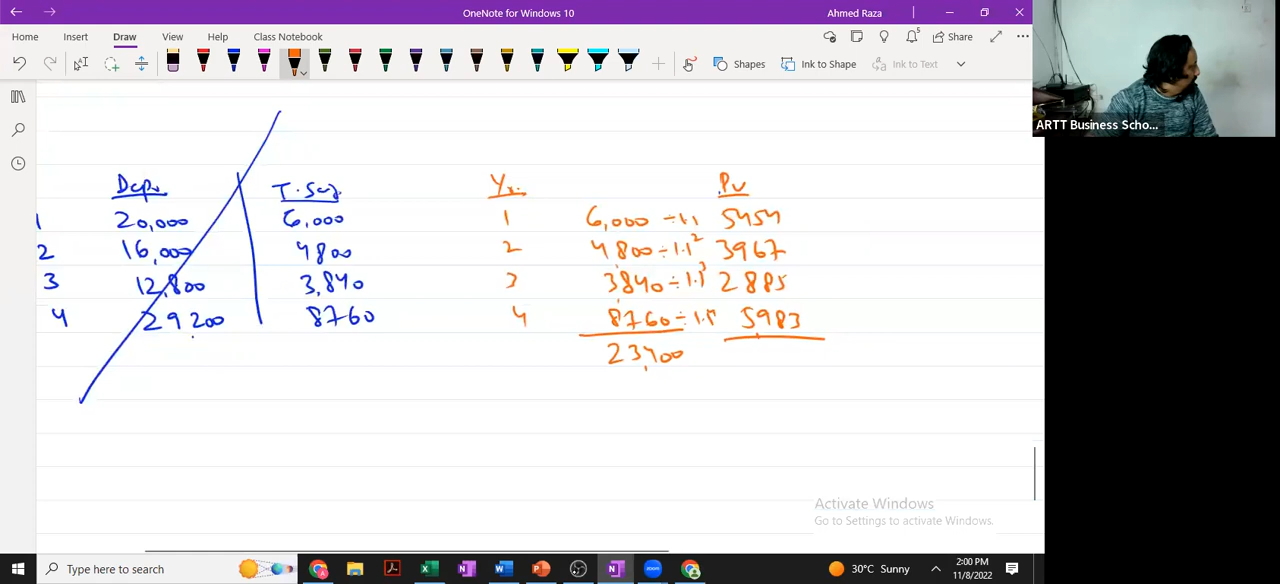 OneNote for Windows 10
Ahmed Raza
Home Insert Draw View Help Class Notebook
5 Share
Shapes Ink to Shape Ink to Text
ARTT Business Scho...
Depr T. Sav Yr. Pv
1 20,000 6,000 1 6,000 ÷1.1 5454
2 16,000 4800 2 4800 ÷1.1² 3967
3 12,800 3,840 3 3840 ÷1.1³ 2885
4 29,200 8760 4 8760 ÷1.1⁴ 5983
23,400
Activate Windows
Go to Settings to activate Windows.
Type here to search
30°C Sunny
2:00 PM
11/8/2022